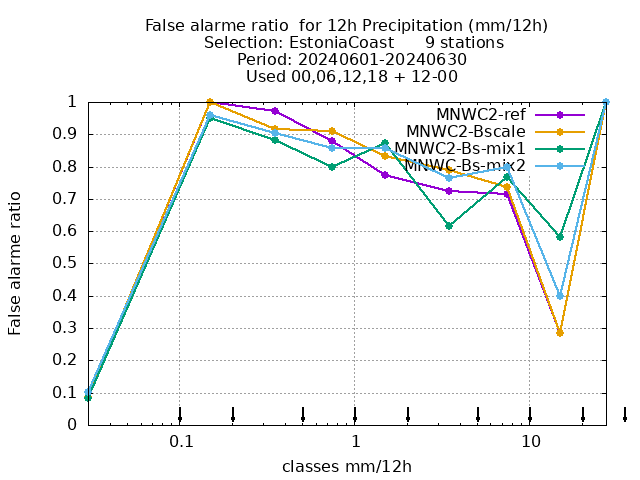 False alarme ratio  for 12h Precipitation (mm/12h)
Selection: EstoniaCoast      9 stations
Period: 20240601-20240630
Used 00,06,12,18 + 12-00
MNWC2-ref
MNWC2-Bscale
MNWC2-Bs-mix1
MNWC-Bs-mix2
False alarme ratio
1
0.9
0.8
0.7
0.6
0.5
0.4
0.3
0.2
0.1
0
0.1 1 10
classes mm/12h